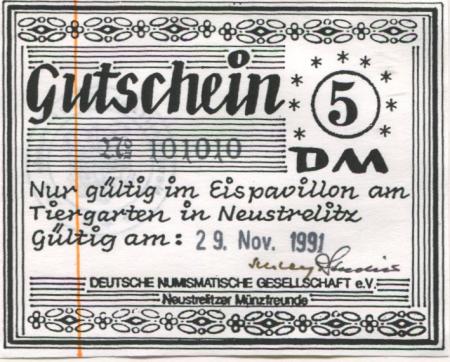 Gutschein
5
DM
No 101010
Nur gültig im Eispavillon am
Tiergarten in Neustrelitz
Gültig am: 29. Nov. 1991
DEUTSCHE NUMISMATISCHE GESELLSCHAFT e.V.
Neustrelitzer Münzfreunde